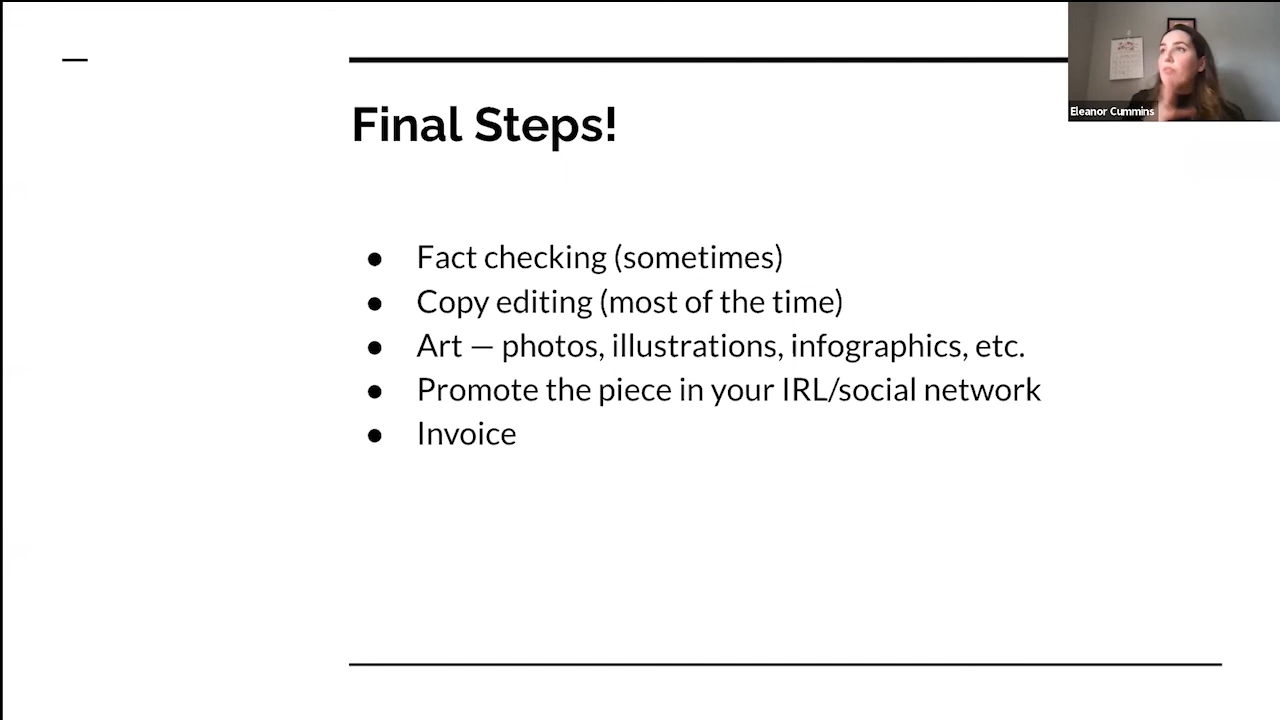 Final Steps!
Eleanor Cummins
● Fact checking (sometimes)
● Copy editing (most of the time)
● Art — photos, illustrations, infographics, etc.
● Promote the piece in your IRL/social network
● Invoice